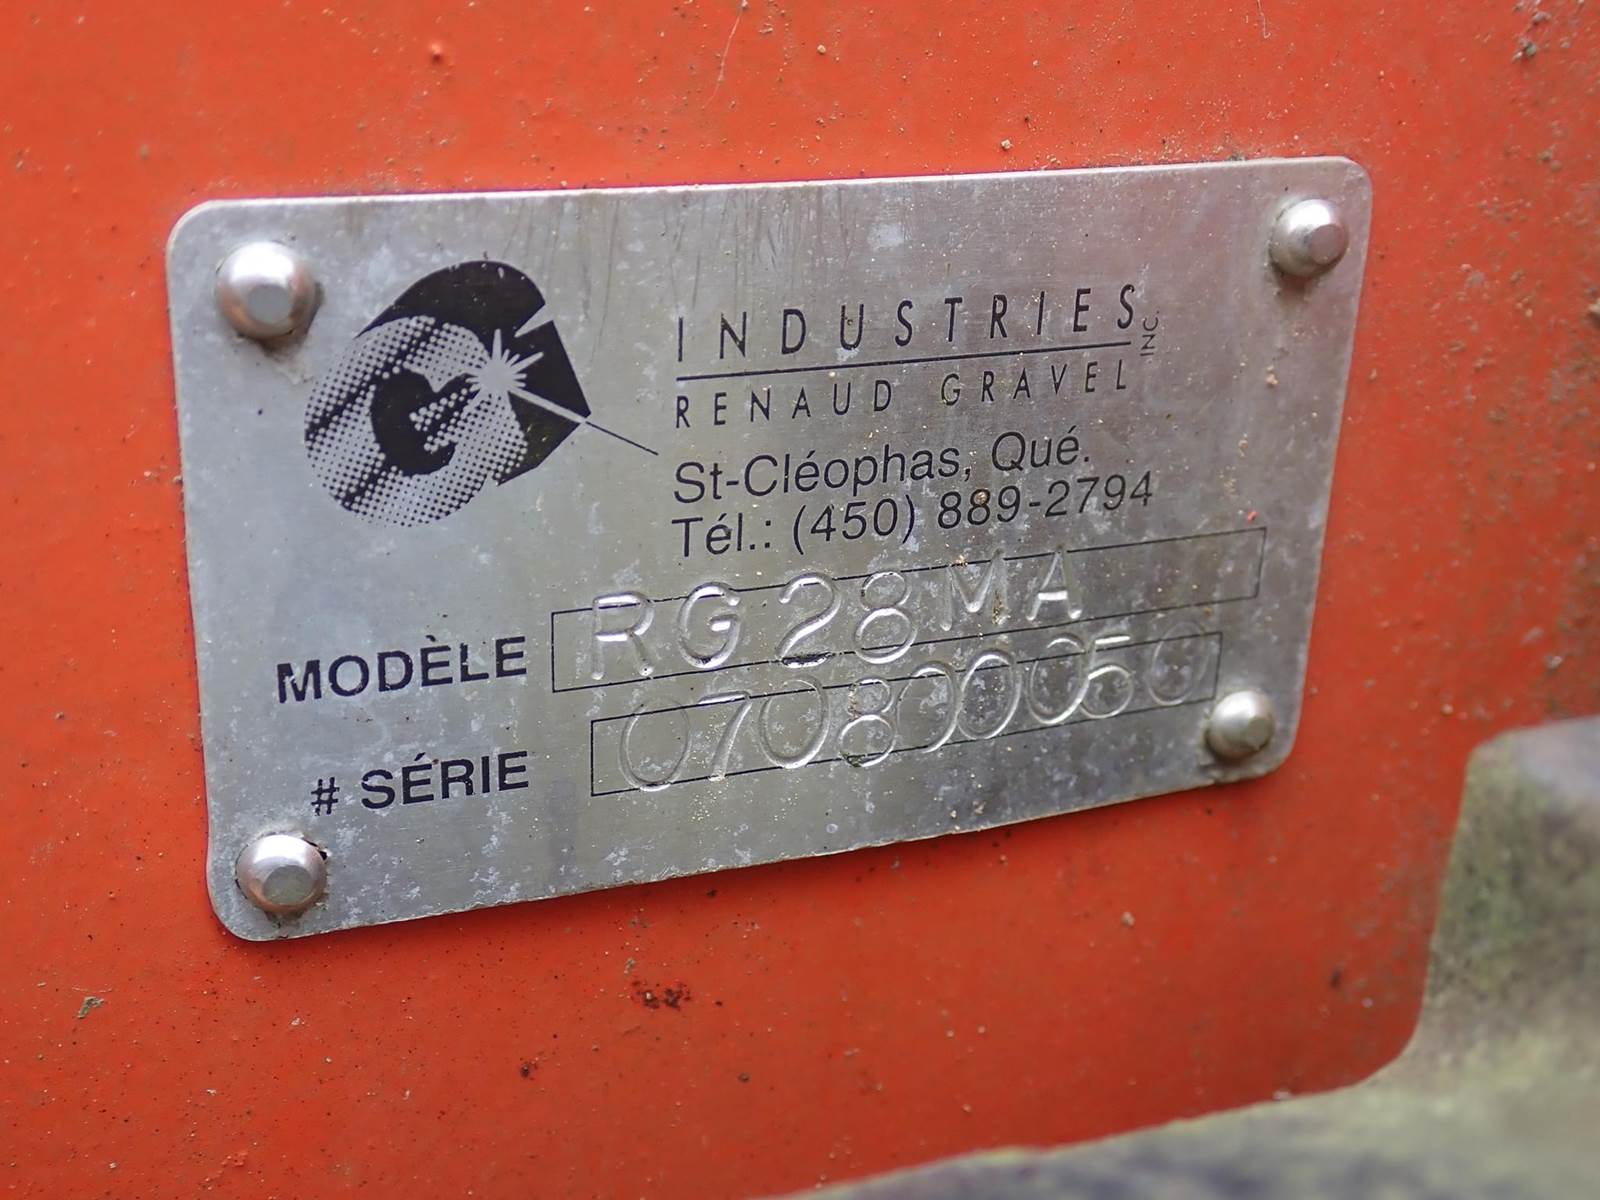 INDUSTRIES
RENAUD GRAVEL INC.
St-Cléophas, Qué.
Tél.: (450) 889-2794
MODÈLE RG28MA
# SÉRIE 070800050